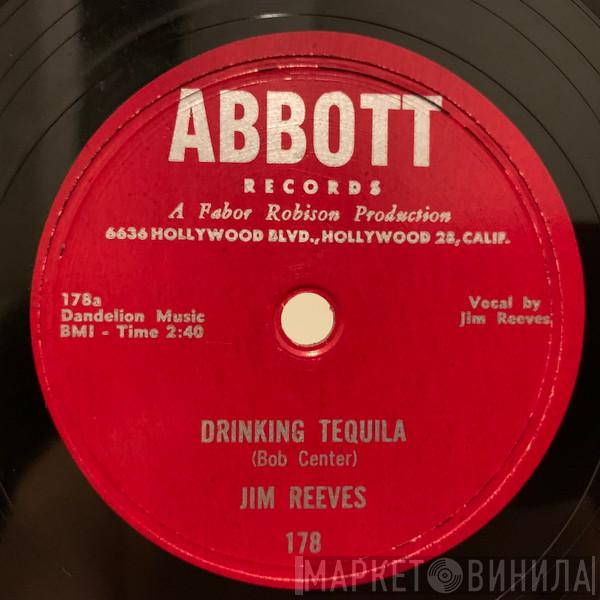 ABBOTT
RECORDS
A Fabor Robison Production
6636 HOLLYWOOD BLVD., HOLLYWOOD 28, CALIF.
178a
Dandelion Music
BMI - Time 2:40
Vocal by
Jim Reeves
DRINKING TEQUILA
(Bob Center)
JIM REEVES
178
МАРКЕТ ВИНИЛА